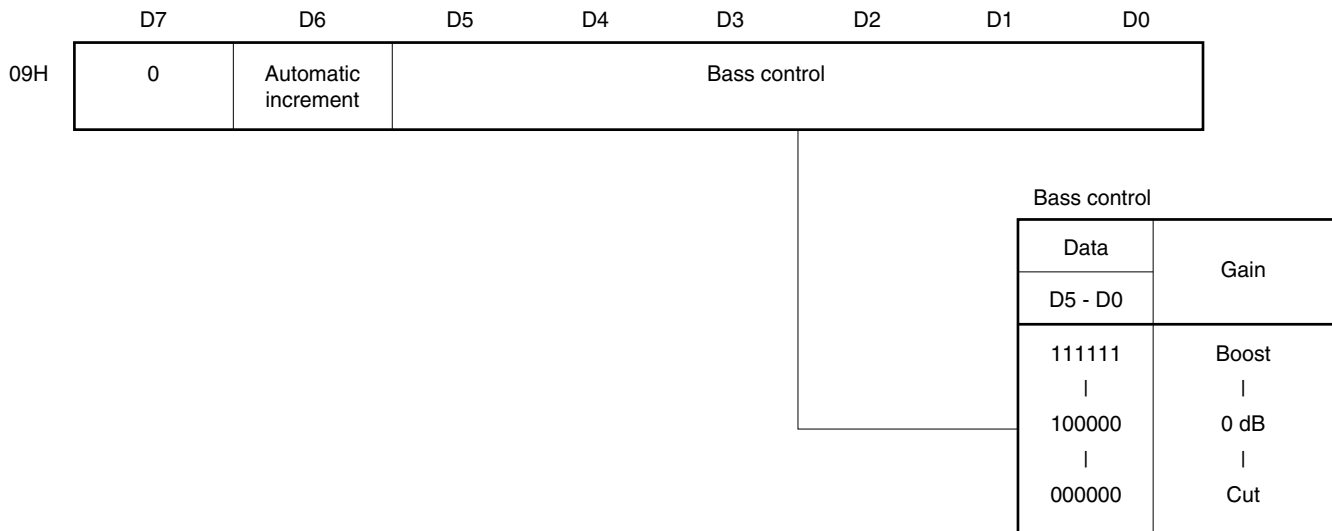 D7 D6 D5 D4 D3 D2 D1 D0
09H 0 Automatic increment Bass control
Bass control
Data Gain
D5 - D0
111111 Boost
| |
100000 0 dB
| |
000000 Cut